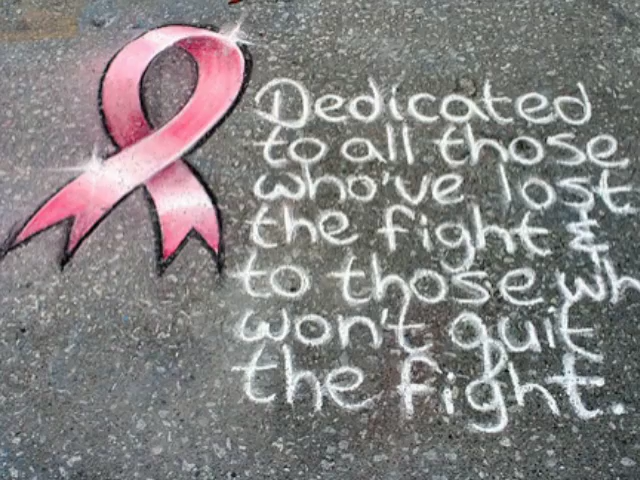 Dedicated
to all those
who've lost
the fight &
to those wh
won't quit
the fight.